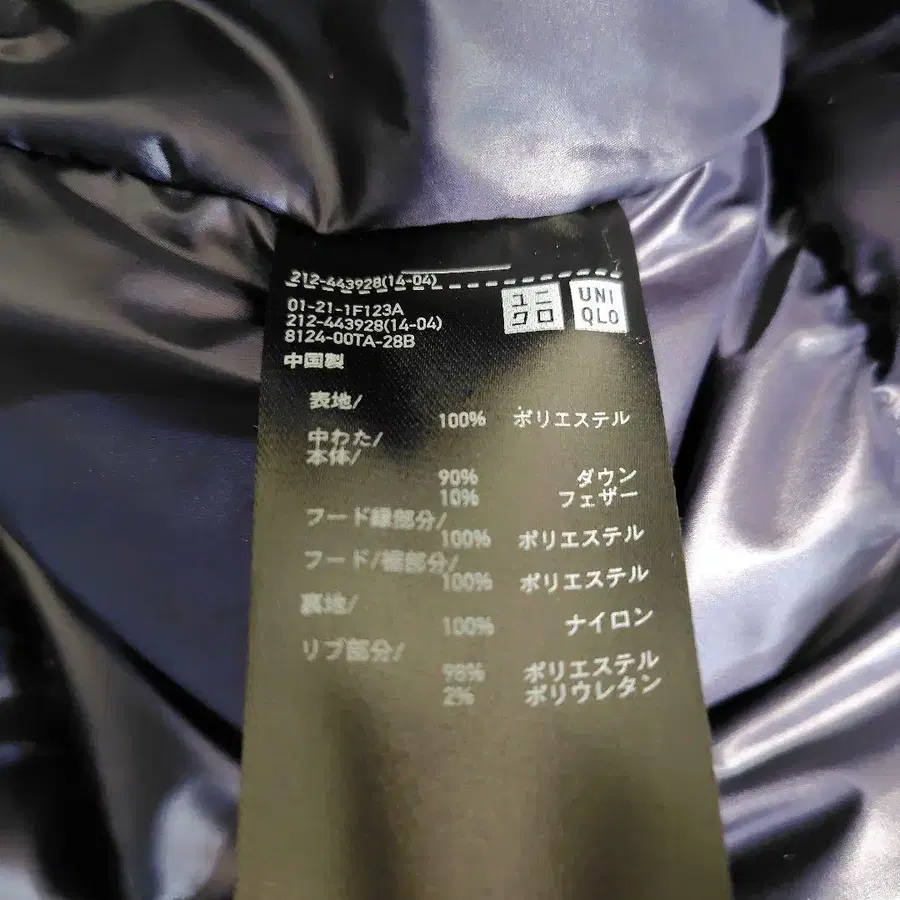 212-443928(14-04)
ユニ
クロ
UNI
QLO
01-21-1F123A
212-443928(14-04)
8124-00TA-28B
中国製
表地/
100% ポリエステル
中わた/
本体/
90% ダウン
10% フェザー
フード縁部分/
100% ポリエステル
フード/裾部分/
100% ポリエステル
裏地/
100% ナイロン
リブ部分/
98% ポリエステル
2% ポリウレタン